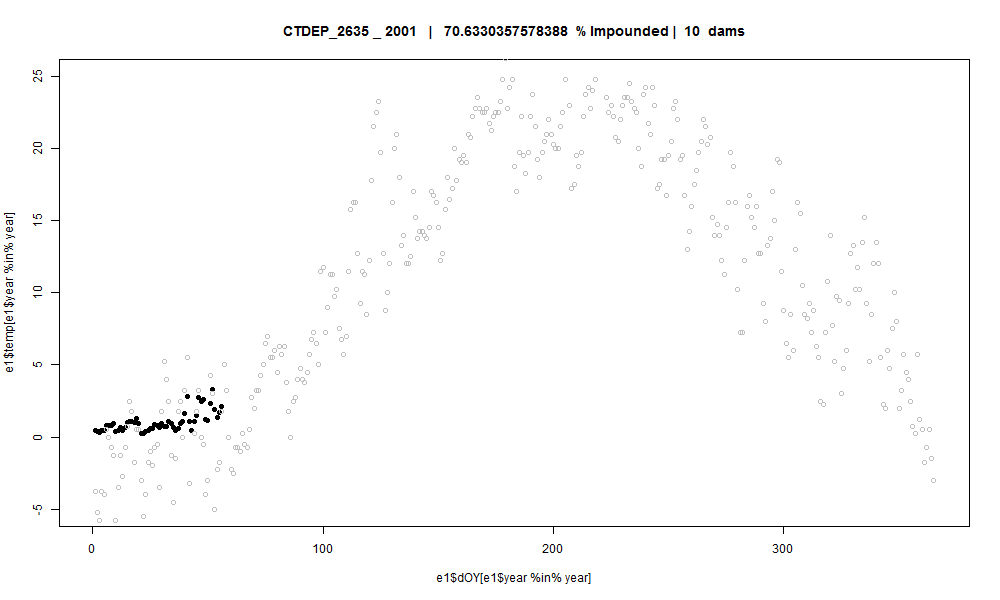 CTDEP_2635 _ 2001 | 70.6330357578388 % Impounded | 10 dams
e1$temp[e1$year %in% year]
25
20
15
10
5
0
-5
0 100 200 300
e1$dOY[e1$year %in% year]